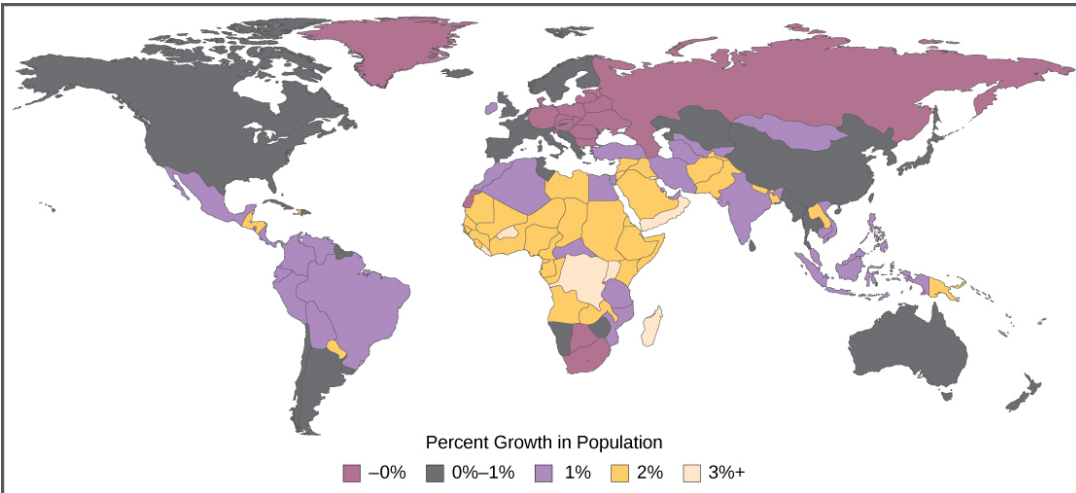 Percent Growth in Population
–0% 0%–1% 1% 2% 3%+